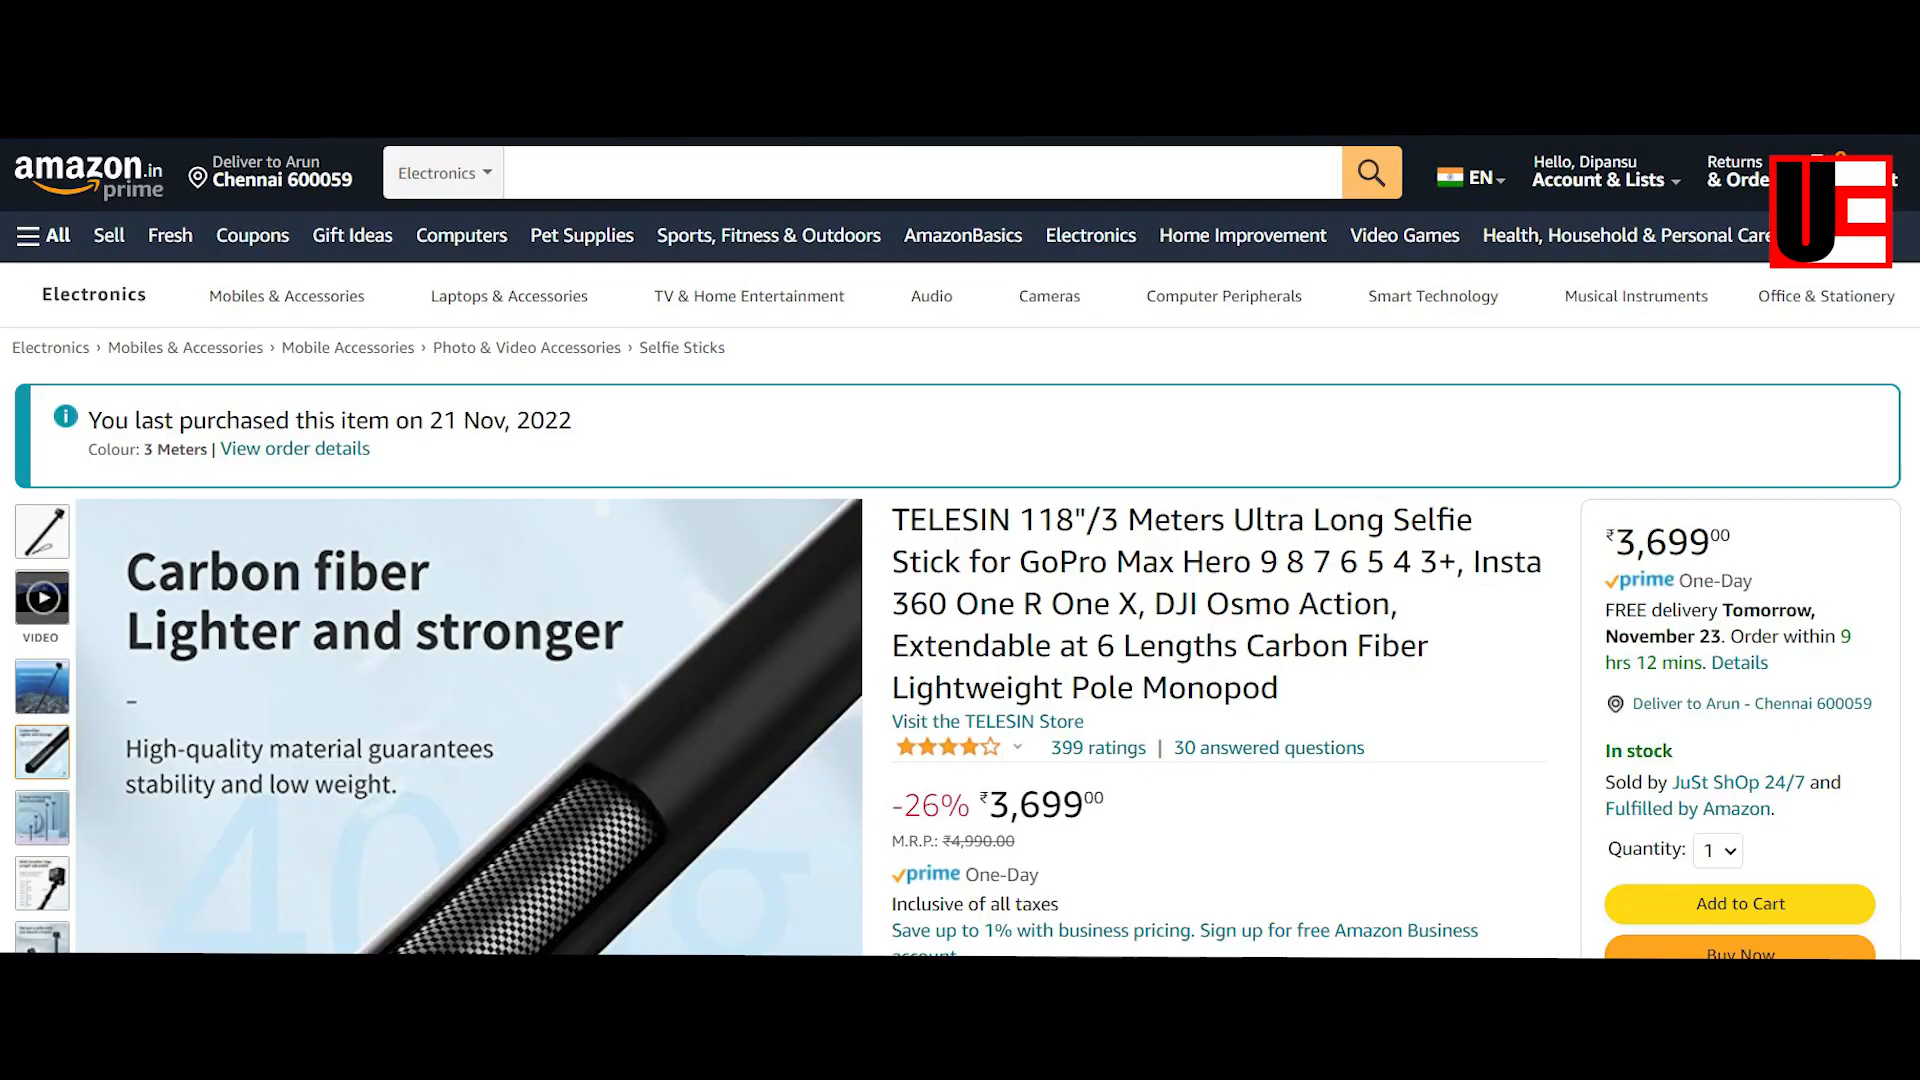 amazon.in
prime
Deliver to Arun
Chennai 600059
Electronics
EN
Hello, Dipansu
Account & Lists
Returns
& Orde
t
UE
All
Sell
Fresh
Coupons
Gift Ideas
Computers
Pet Supplies
Sports, Fitness & Outdoors
AmazonBasics
Electronics
Home Improvement
Video Games
Health, Household & Personal Care
Electronics
Mobiles & Accessories
Laptops & Accessories
TV & Home Entertainment
Audio
Cameras
Computer Peripherals
Smart Technology
Musical Instruments
Office & Stationery
Electronics › Mobiles & Accessories › Mobile Accessories › Photo & Video Accessories › Selfie Sticks
You last purchased this item on 21 Nov, 2022
Colour: 3 Meters | View order details
VIDEO
Carbon fiber
Lighter and stronger
–
High-quality material guarantees
stability and low weight.
40 g
TELESIN 118"/3 Meters Ultra Long Selfie
Stick for GoPro Max Hero 9 8 7 6 5 4 3+, Insta
360 One R One X, DJI Osmo Action,
Extendable at 6 Lengths Carbon Fiber
Lightweight Pole Monopod
Visit the TELESIN Store
399 ratings | 30 answered questions
-26% ₹3,69900
M.R.P.: ₹4,990.00
prime One-Day
Inclusive of all taxes
Save up to 1% with business pricing. Sign up for free Amazon Business
account
₹3,69900
prime One-Day
FREE delivery Tomorrow,
November 23. Order within 9
hrs 12 mins. Details
Deliver to Arun - Chennai 600059
In stock
Sold by JuSt ShOp 24/7 and
Fulfilled by Amazon.
Quantity: 1
Add to Cart
Buy Now